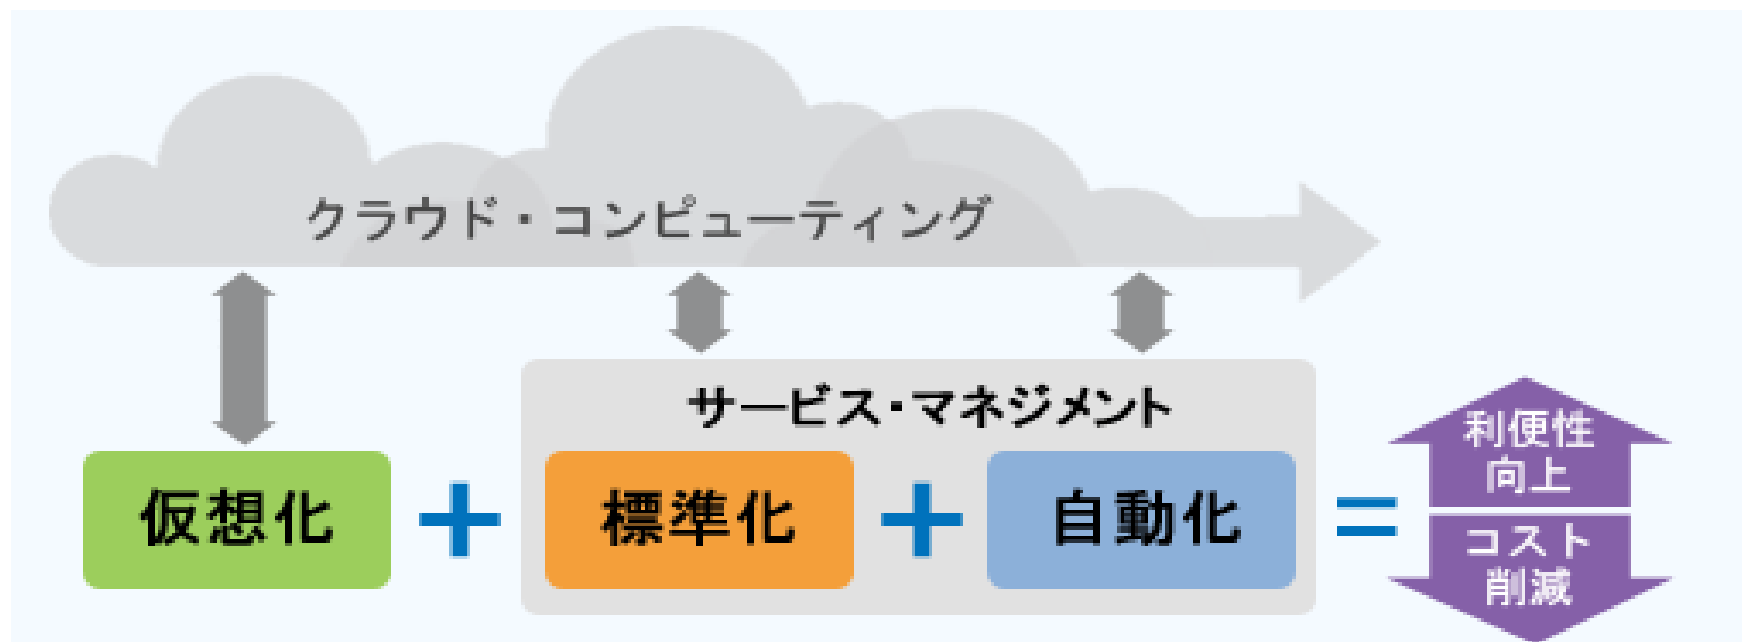 クラウド・コンピューティング
サービス・マネジメント
仮想化
+
標準化
+
自動化
=
利便性
向上
コスト
削減